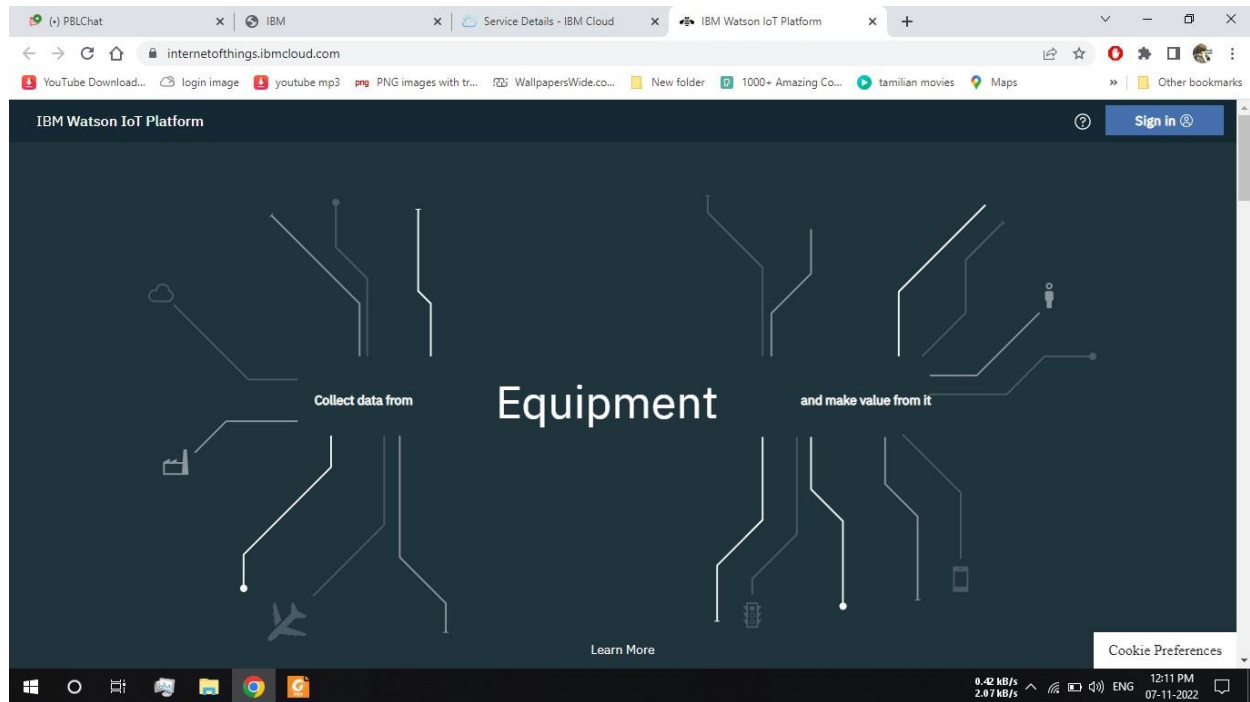 (•) PBLChat
IBM
Service Details - IBM Cloud
IBM Watson IoT Platform
internetofthings.ibmcloud.com
YouTube Download...
login image
youtube mp3
png PNG images with tr...
WallpapersWide.co...
New folder
1000+ Amazing Co...
tamilian movies
Maps
»
Other bookmarks
IBM Watson IoT Platform
Sign in
Collect data from
Equipment
and make value from it
Learn More
Cookie Preferences
0.42 kB/s
2.07 kB/s
ENG
12:11 PM
07-11-2022